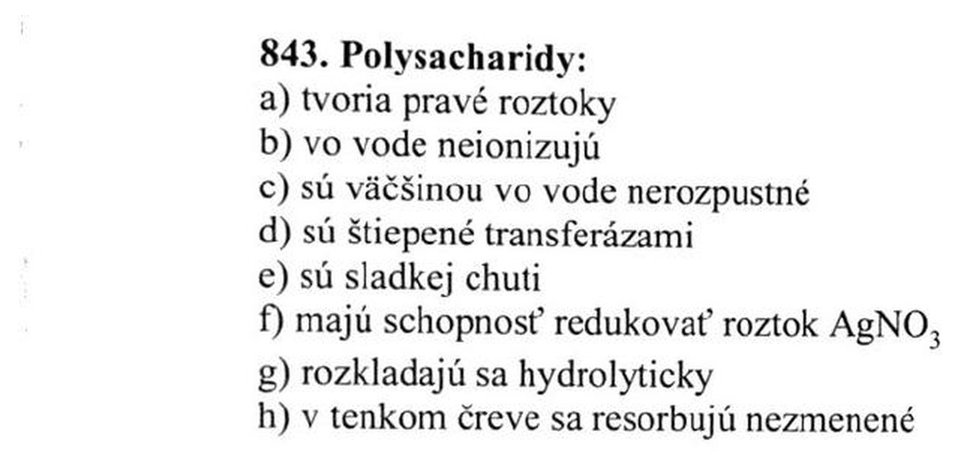 843. Polysacharidy:
a) tvoria pravé roztoky
b) vo vode neionizujú
c) sú väčšinou vo vode nerozpustné
d) sú štiepené transferázami
e) sú sladkej chuti
f) majú schopnosť redukovať roztok AgNO₃
g) rozkladajú sa hydrolyticky
h) v tenkom čreve sa resorbujú nezmenené